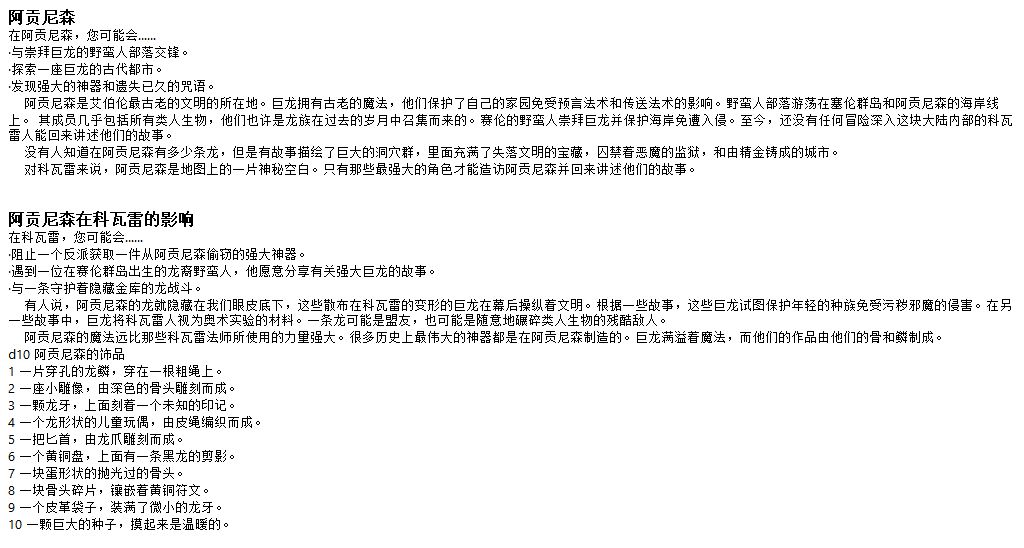 阿贡尼森
在阿贡尼森，您可能会……
·与崇拜巨龙的野蛮人部落交锋。
·探索一座巨龙的古代都市。
·发现强大的神器和遗失已久的咒语。
阿贡尼森是艾伯伦最古老的文明的所在地。巨龙拥有古老的魔法，他们保护了自己的家园免受预言法术和传送法术的影响。野蛮人部落游荡在塞伦群岛和阿贡尼森的海岸线
上。 其成员几乎包括所有类人生物，他们也许是龙族在过去的岁月中召集而来的。赛伦的野蛮人崇拜巨龙并保护海岸免遭入侵。至今，还没有任何冒险深入这块大陆内部的科瓦
雷人能回来讲述他们的故事。
没有人知道在阿贡尼森有多少条龙，但是有故事描绘了巨大的洞穴群，里面充满了失落文明的宝藏，囚禁着恶魔的监狱，和由精金铸成的城市。
对科瓦雷来说，阿贡尼森是地图上的一片神秘空白。只有那些最强大的角色才能造访阿贡尼森并回来讲述他们的故事。
阿贡尼森在科瓦雷的影响
在科瓦雷，您可能会……
·阻止一个反派获取一件从阿贡尼森偷窃的强大神器。
·遇到一位在赛伦群岛出生的龙裔野蛮人，他愿意分享有关强大巨龙的故事。
·与一条守护着隐藏金库的龙战斗。
有人说，阿贡尼森的龙就隐藏在我们眼皮底下，这些散布在科瓦雷的变形的巨龙在幕后操纵着文明。根据一些故事，这些巨龙试图保护年轻的种族免受污秽邪魔的侵害。在另
一些故事中，巨龙将科瓦雷人视为奥术实验的材料。一条龙可能是盟友，也可能是随意地碾碎类人生物的残酷敌人。
阿贡尼森的魔法远比那些科瓦雷法师所使用的力量强大。很多历史上最伟大的神器都是在阿贡尼森制造的。巨龙满溢着魔法，而他们的作品由他们的骨和鳞制成。
d10 阿贡尼森的饰品
1 一片穿孔的龙鳞，穿在一根粗绳上。
2 一座小雕像，由深色的骨头雕刻而成。
3 一颗龙牙，上面刻着一个未知的印记。
4 一个龙形状的儿童玩偶，由皮绳编织而成。
5 一把匕首，由龙爪雕刻而成。
6 一个黄铜盘，上面有一条黑龙的剪影。
7 一块蛋形状的抛光过的骨头。
8 一块骨头碎片，镶嵌着黄铜符文。
9 一个皮革袋子，装满了微小的龙牙。
10 一颗巨大的种子，摸起来是温暖的。